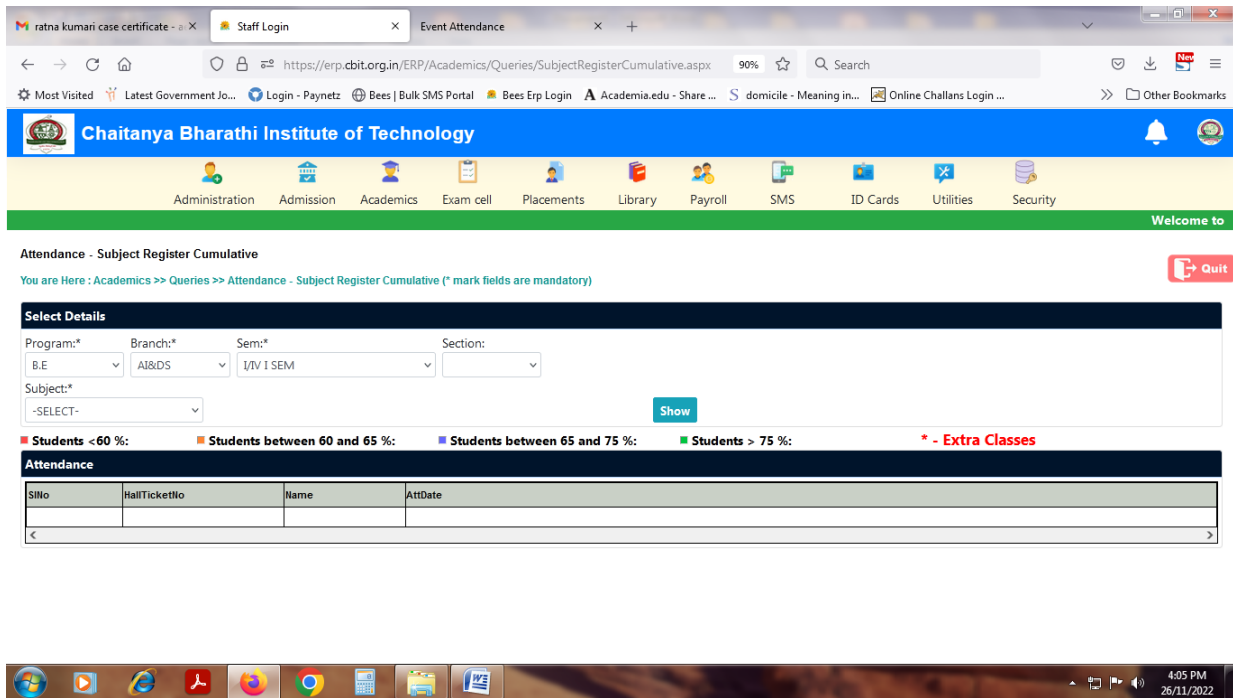 ratna kumari case certificate - a
Staff Login
Event Attendance
https://erp.cbit.org.in/ERP/Academics/Queries/SubjectRegisterCumulative.aspx 90% Search New
Most Visited Latest Government Jo... Login - Paynetz Bees | Bulk SMS Portal Bees Erp Login Academia.edu - Share ... domicile - Meaning in... Online Challans Login ... Other Bookmarks
Chaitanya Bharathi Institute of Technology
Administration Admission Academics Exam cell Placements Library Payroll SMS ID Cards Utilities Security
Welcome to
Attendance - Subject Register Cumulative
You are Here : Academics >> Queries >> Attendance - Subject Register Cumulative (* mark fields are mandatory)
Quit
Select Details
Program:* Branch:* Sem:* Section:
B.E AI&DS I/IV I SEM
Subject:*
-SELECT- Show
Students <60 %: Students between 60 and 65 %: Students between 65 and 75 %: Students > 75 %: * - Extra Classes
Attendance
SlNo HallTicketNo Name AttDate
4:05 PM
26/11/2022